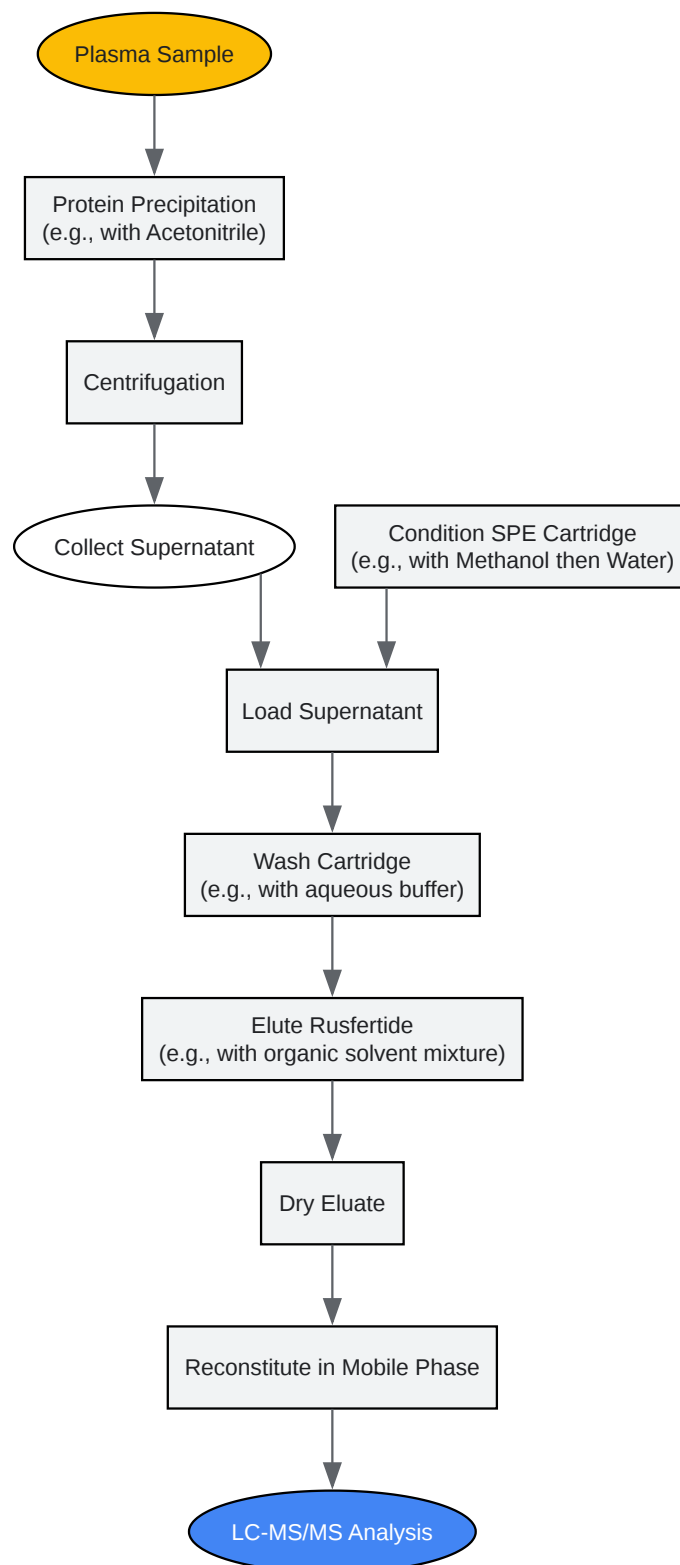 Plasma Sample
Protein Precipitation
(e.g., with Acetonitrile)
Centrifugation
Collect Supernatant
Condition SPE Cartridge
(e.g., with Methanol then Water)
Load Supernatant
Wash Cartridge
(e.g., with aqueous buffer)
Elute Rusfertide
(e.g., with organic solvent mixture)
Dry Eluate
Reconstitute in Mobile Phase
LC-MS/MS Analysis